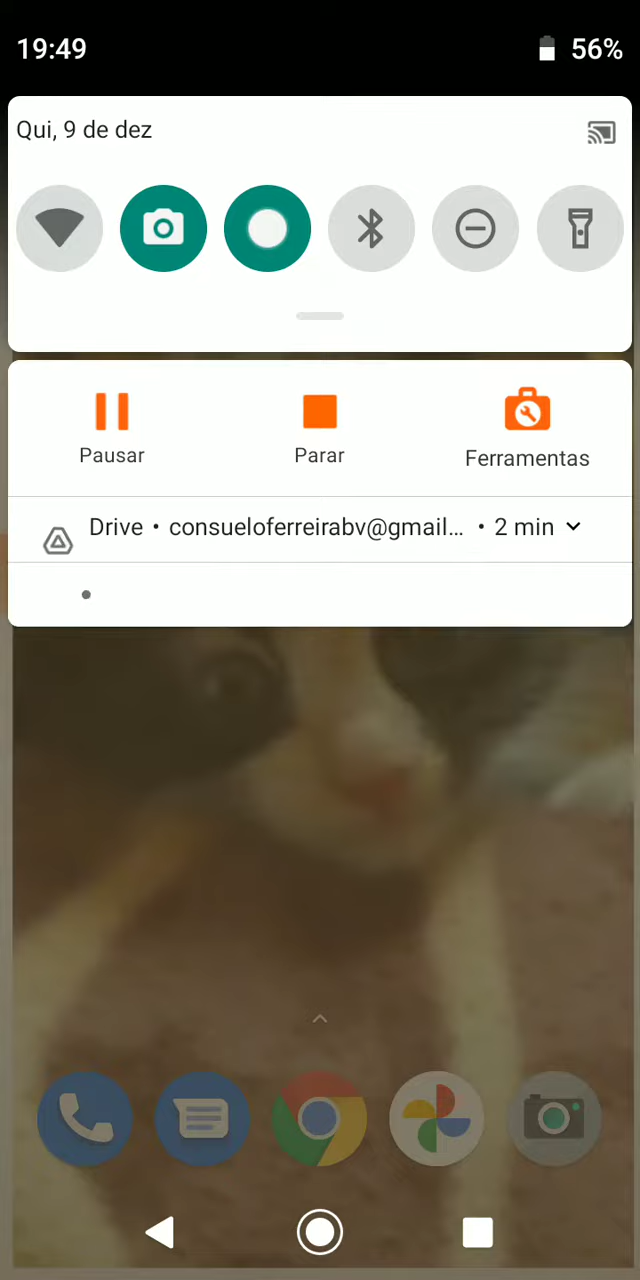 19:49 56%
Qui, 9 de dez
Pausar Parar Ferramentas
Drive • consueloferreirabv@gmail… • 2 min